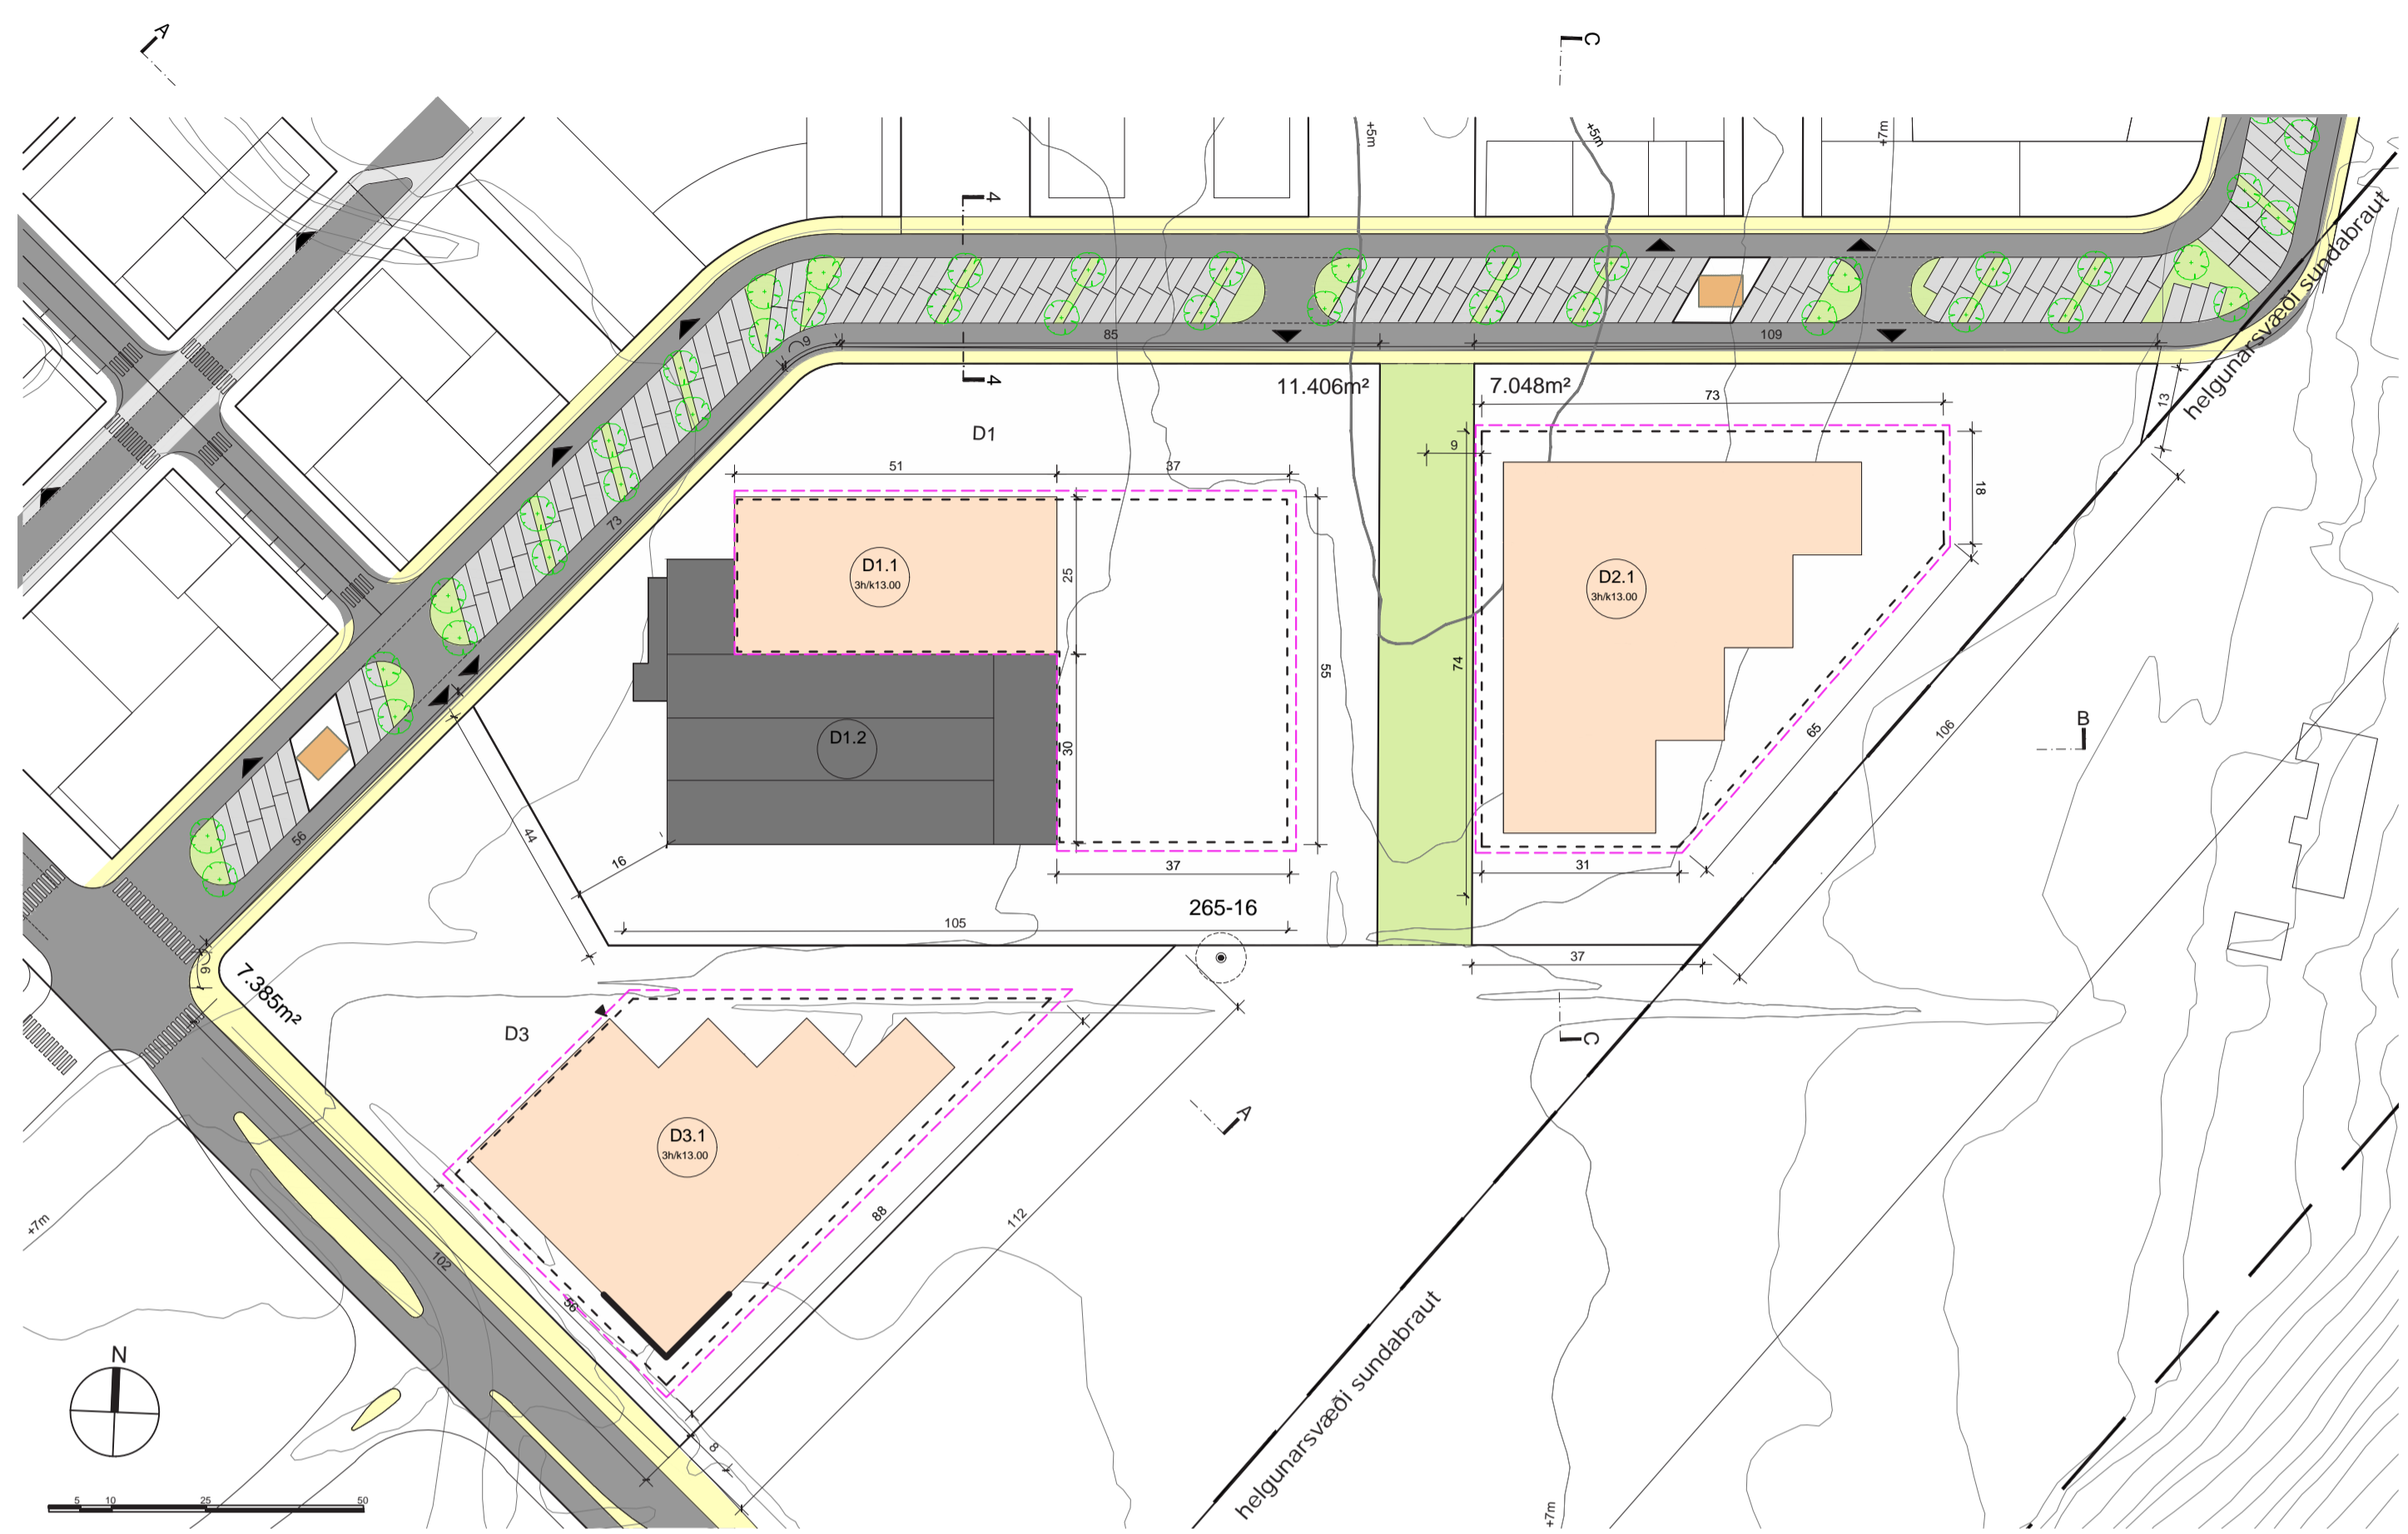 A
C
+5m
+5m
+7m
4
helgunarsvæði sundabraut
85
109
9
4
11.406m²
7.048m²
73
13
D1
9
51
37
18
73
D1.1
3h/k13.00
25
D2.1
3h/k13.00
55
74
65
106
B
D1.2
30
44
56
16
37
31
265-16
105
37
9
7.385m²
D3
C
A
D3.1
3h/k13.00
88
112
+7m
102
56
helgunarsvæði sundabraut
N
8
5
10
25
50
+7m